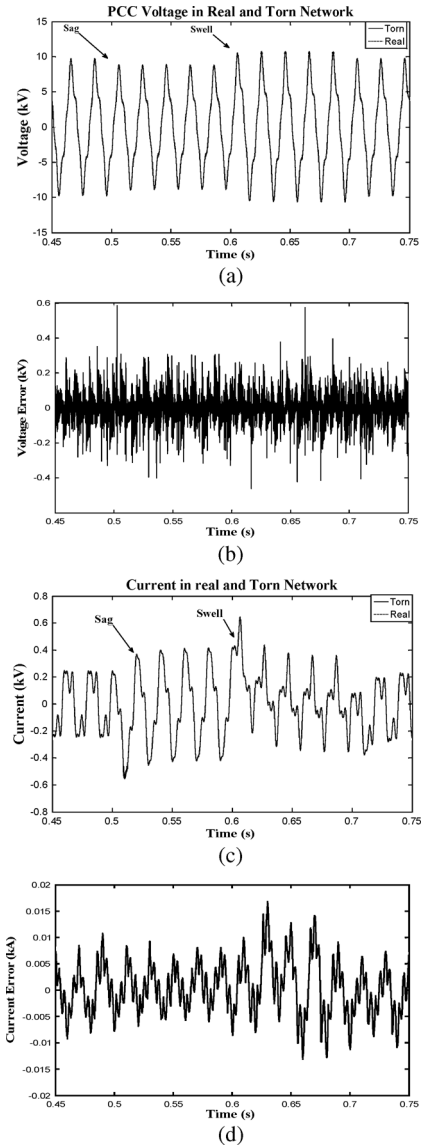 PCC Voltage in Real and Torn Network
Torn
Real
Sag
Swell
Voltage (kV)
15
10
5
0
-5
-10
-15
0.45 0.5 0.55 0.6 0.65 0.7 0.75
Time (s)
(a)
Voltage Error (kV)
0.6
0.4
0.2
0
-0.2
-0.4
0.45 0.5 0.55 0.6 0.65 0.7 0.75
Time (s)
(b)
Current in real and Torn Network
Torn
Real
Sag
Swell
Current (kV)
0.8
0.6
0.4
0.2
0
-0.2
-0.4
-0.6
-0.8
0.45 0.5 0.55 0.6 0.65 0.7 0.75
Time (s)
(c)
Current Error (kA)
0.02
0.015
0.01
0.005
0
-0.005
-0.01
-0.015
-0.02
0.45 0.5 0.55 0.6 0.65 0.7 0.75
Time (s)
(d)